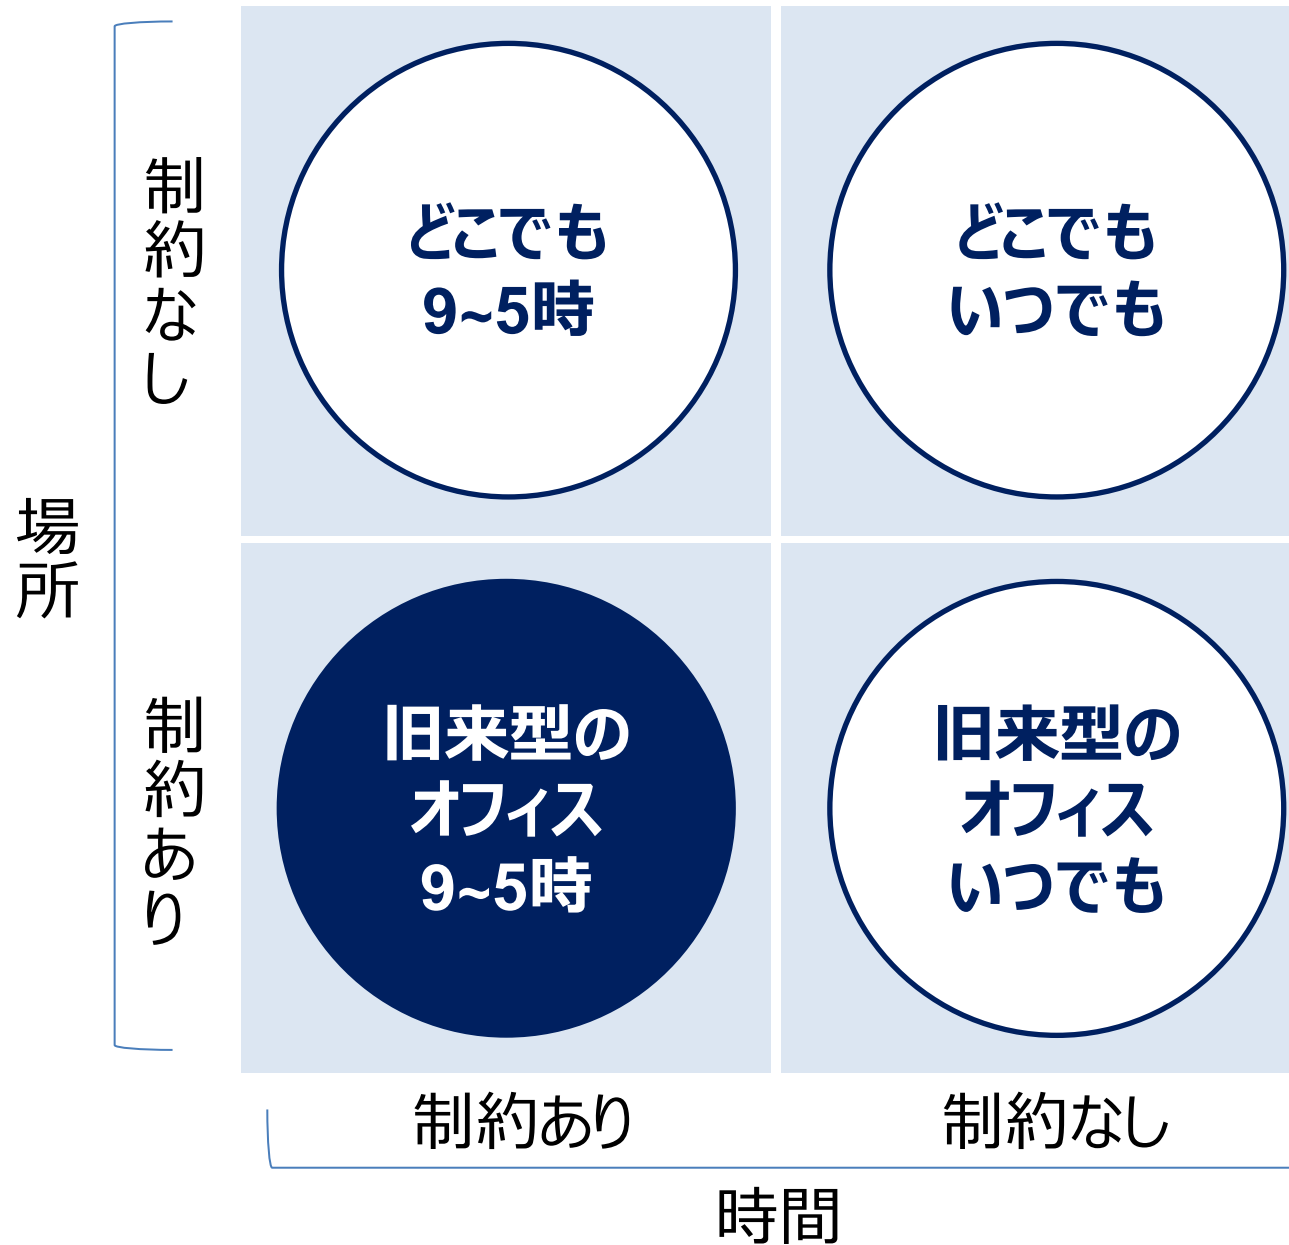 制約なし
どこでも
9~5時
どこでも
いつでも
場所
制約あり
旧来型の
オフィス
9~5時
旧来型の
オフィス
いつでも
制約あり
制約なし
時間